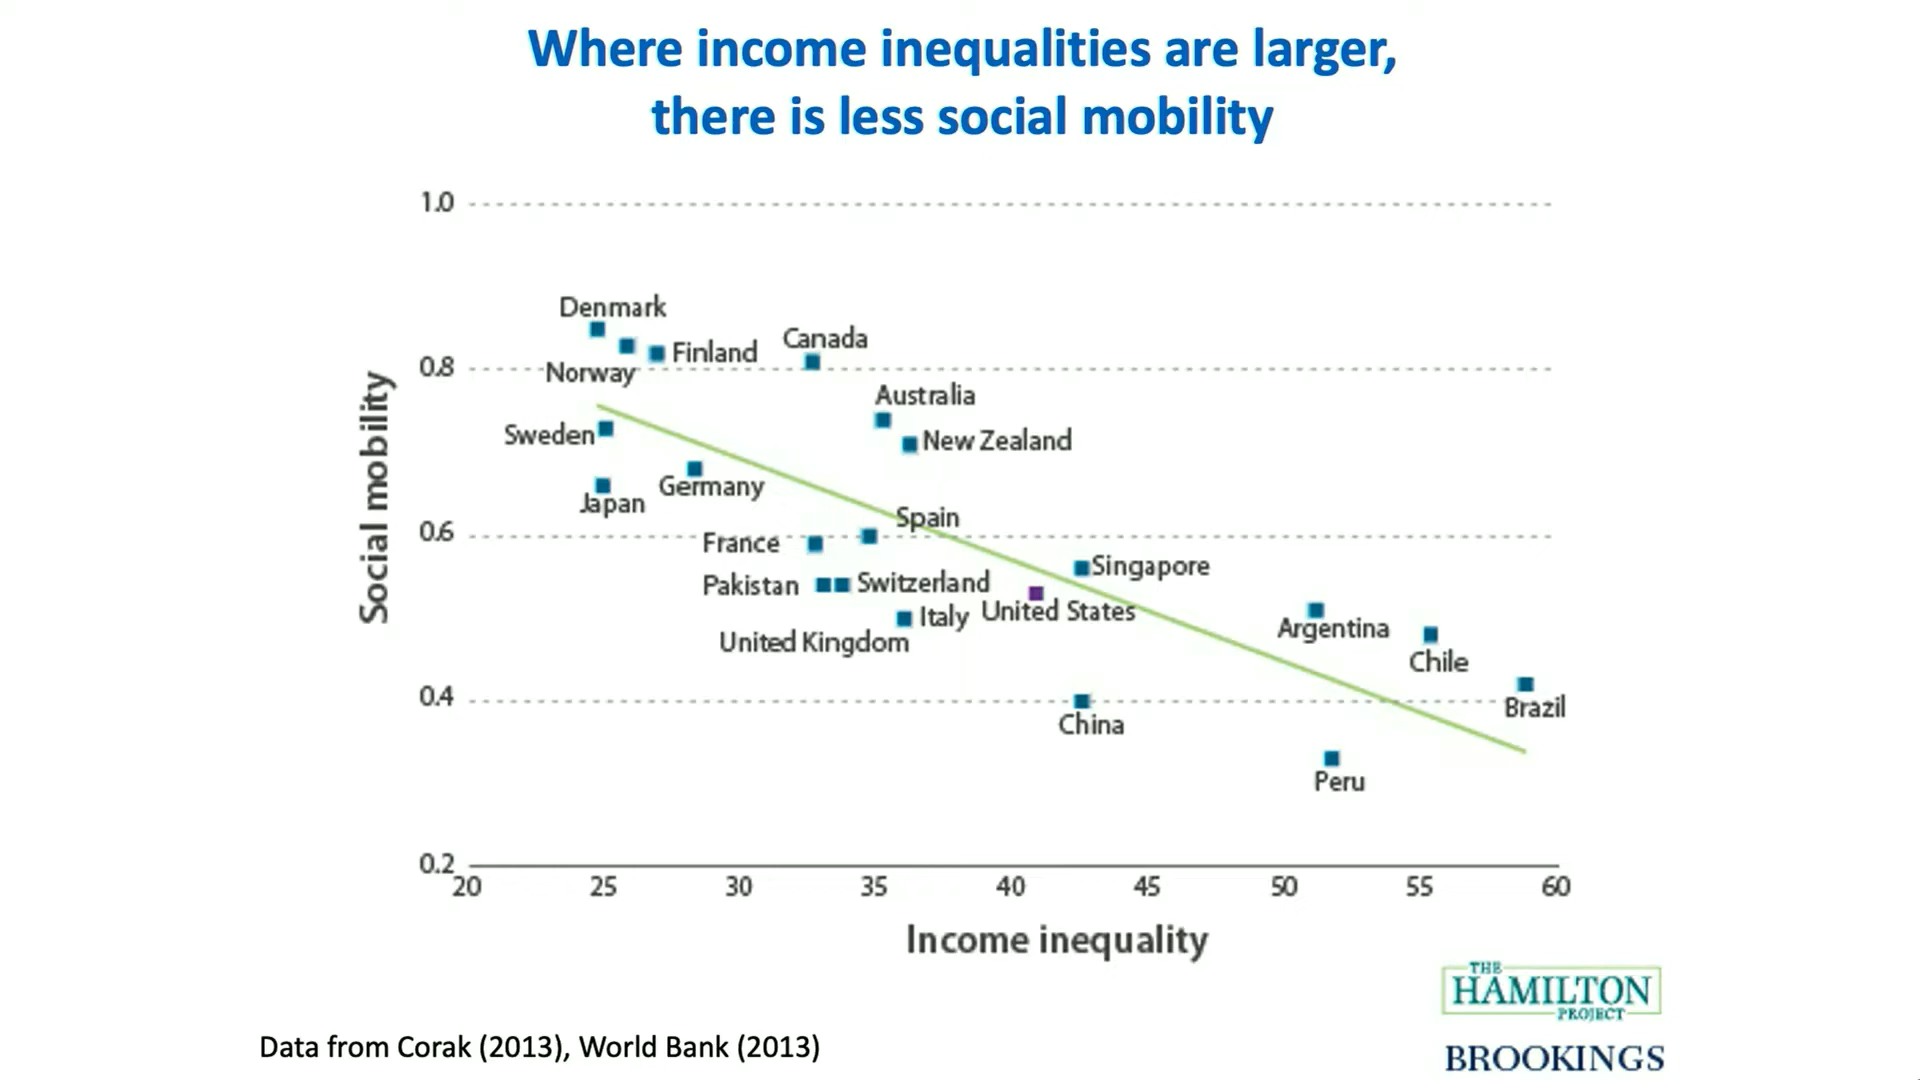 Where income inequalities are larger,
there is less social mobility
1.0
Denmark
Canada
Finland
0.8
Norway
Australia
Sweden
New Zealand
Germany
Japan
Spain
0.6
France
Singapore
Pakistan
Switzerland
United States
Italy
United Kingdom
Argentina
Chile
0.4
Brazil
China
Peru
0.2
Social mobility
20 25 30 35 40 45 50 55 60
Income inequality
THE
HAMILTON
PROJECT
Data from Corak (2013), World Bank (2013)
BROOKINGS